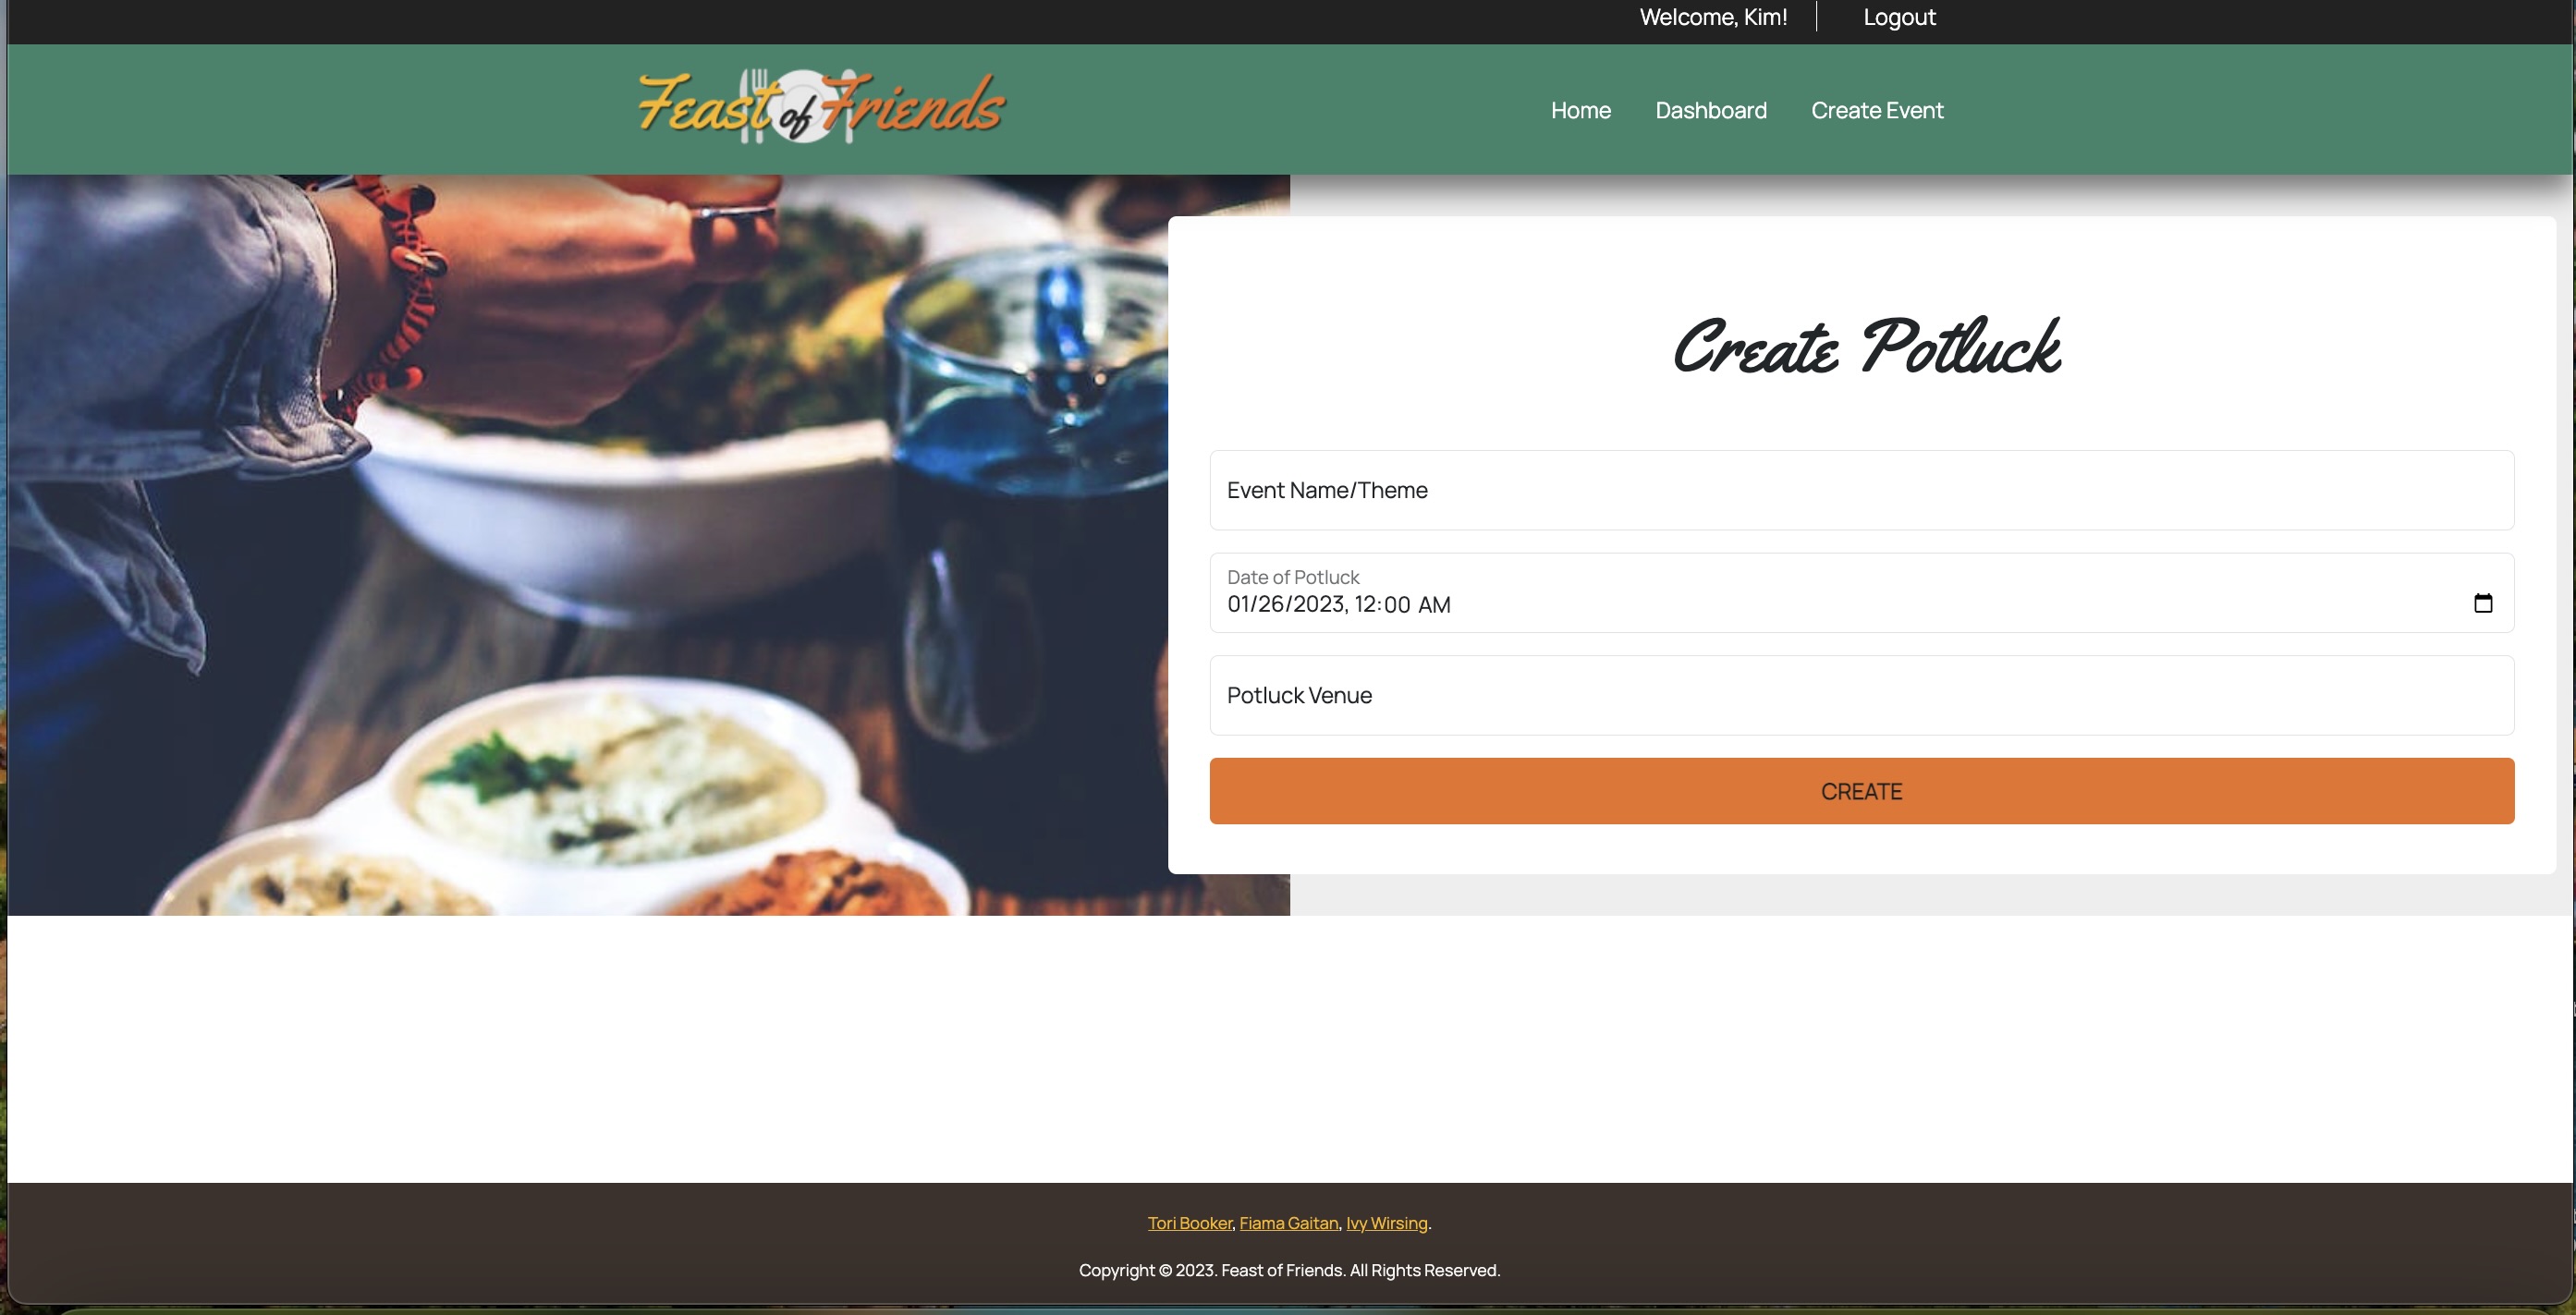 Welcome, Kim! Logout
Feast of Friends
Home Dashboard Create Event
Create Potluck
Event Name/Theme
Date of Potluck
01/26/2023, 12:00 AM
Potluck Venue
CREATE
Tori Booker, Fiama Gaitan, Ivy Wirsing.
Copyright © 2023. Feast of Friends. All Rights Reserved.